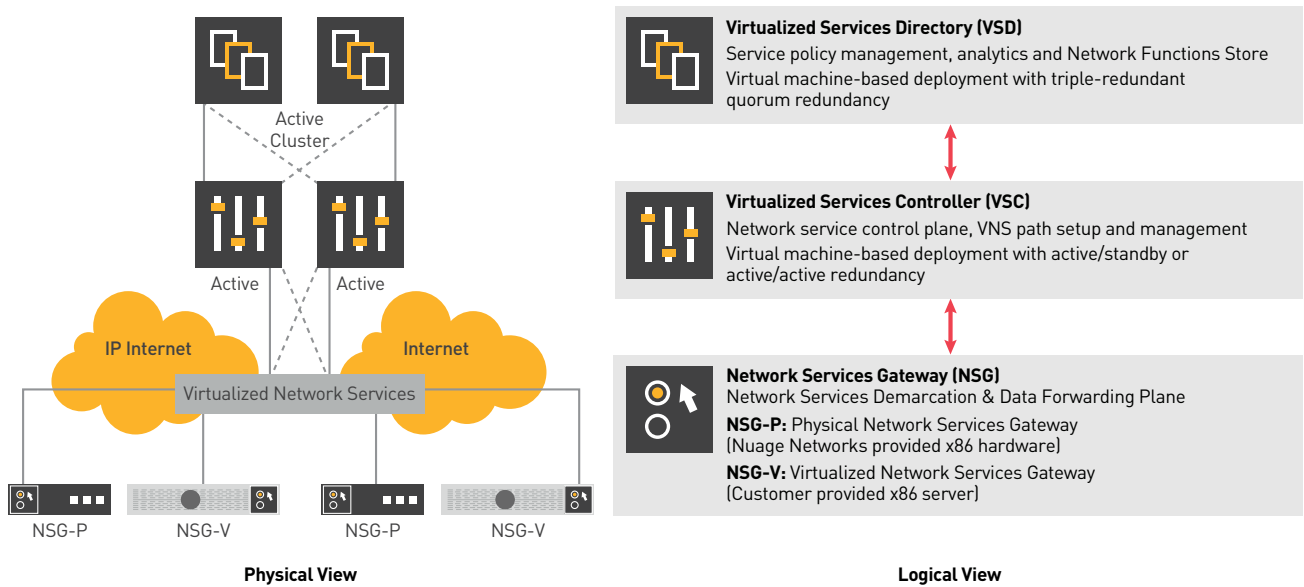 Active
Cluster
Active
Active
IP Internet
Internet
Virtualized Network Services
NSG-P
NSG-V
NSG-P
NSG-V
Physical View
Virtualized Services Directory (VSD)
Service policy management, analytics and Network Functions Store
Virtual machine-based deployment with triple-redundant
quorum redundancy
Virtualized Services Controller (VSC)
Network service control plane, VNS path setup and management
Virtual machine-based deployment with active/standby or
active/active redundancy
Network Services Gateway (NSG)
Network Services Demarcation & Data Forwarding Plane
NSG-P: Physical Network Services Gateway
(Nuage Networks provided x86 hardware)
NSG-V: Virtualized Network Services Gateway
(Customer provided x86 server)
Logical View